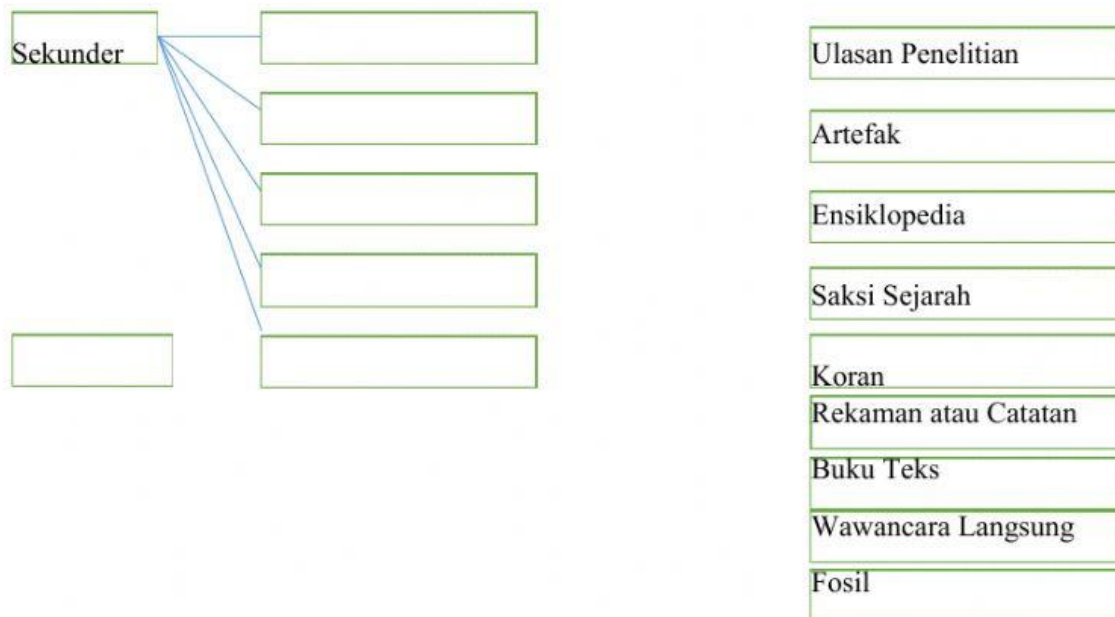 Sekunder
Ulasan Penelitian
Artefak
Ensiklopedia
Saksi Sejarah
Koran
Rekaman atau Catatan
Buku Teks
Wawancara Langsung
Fosil